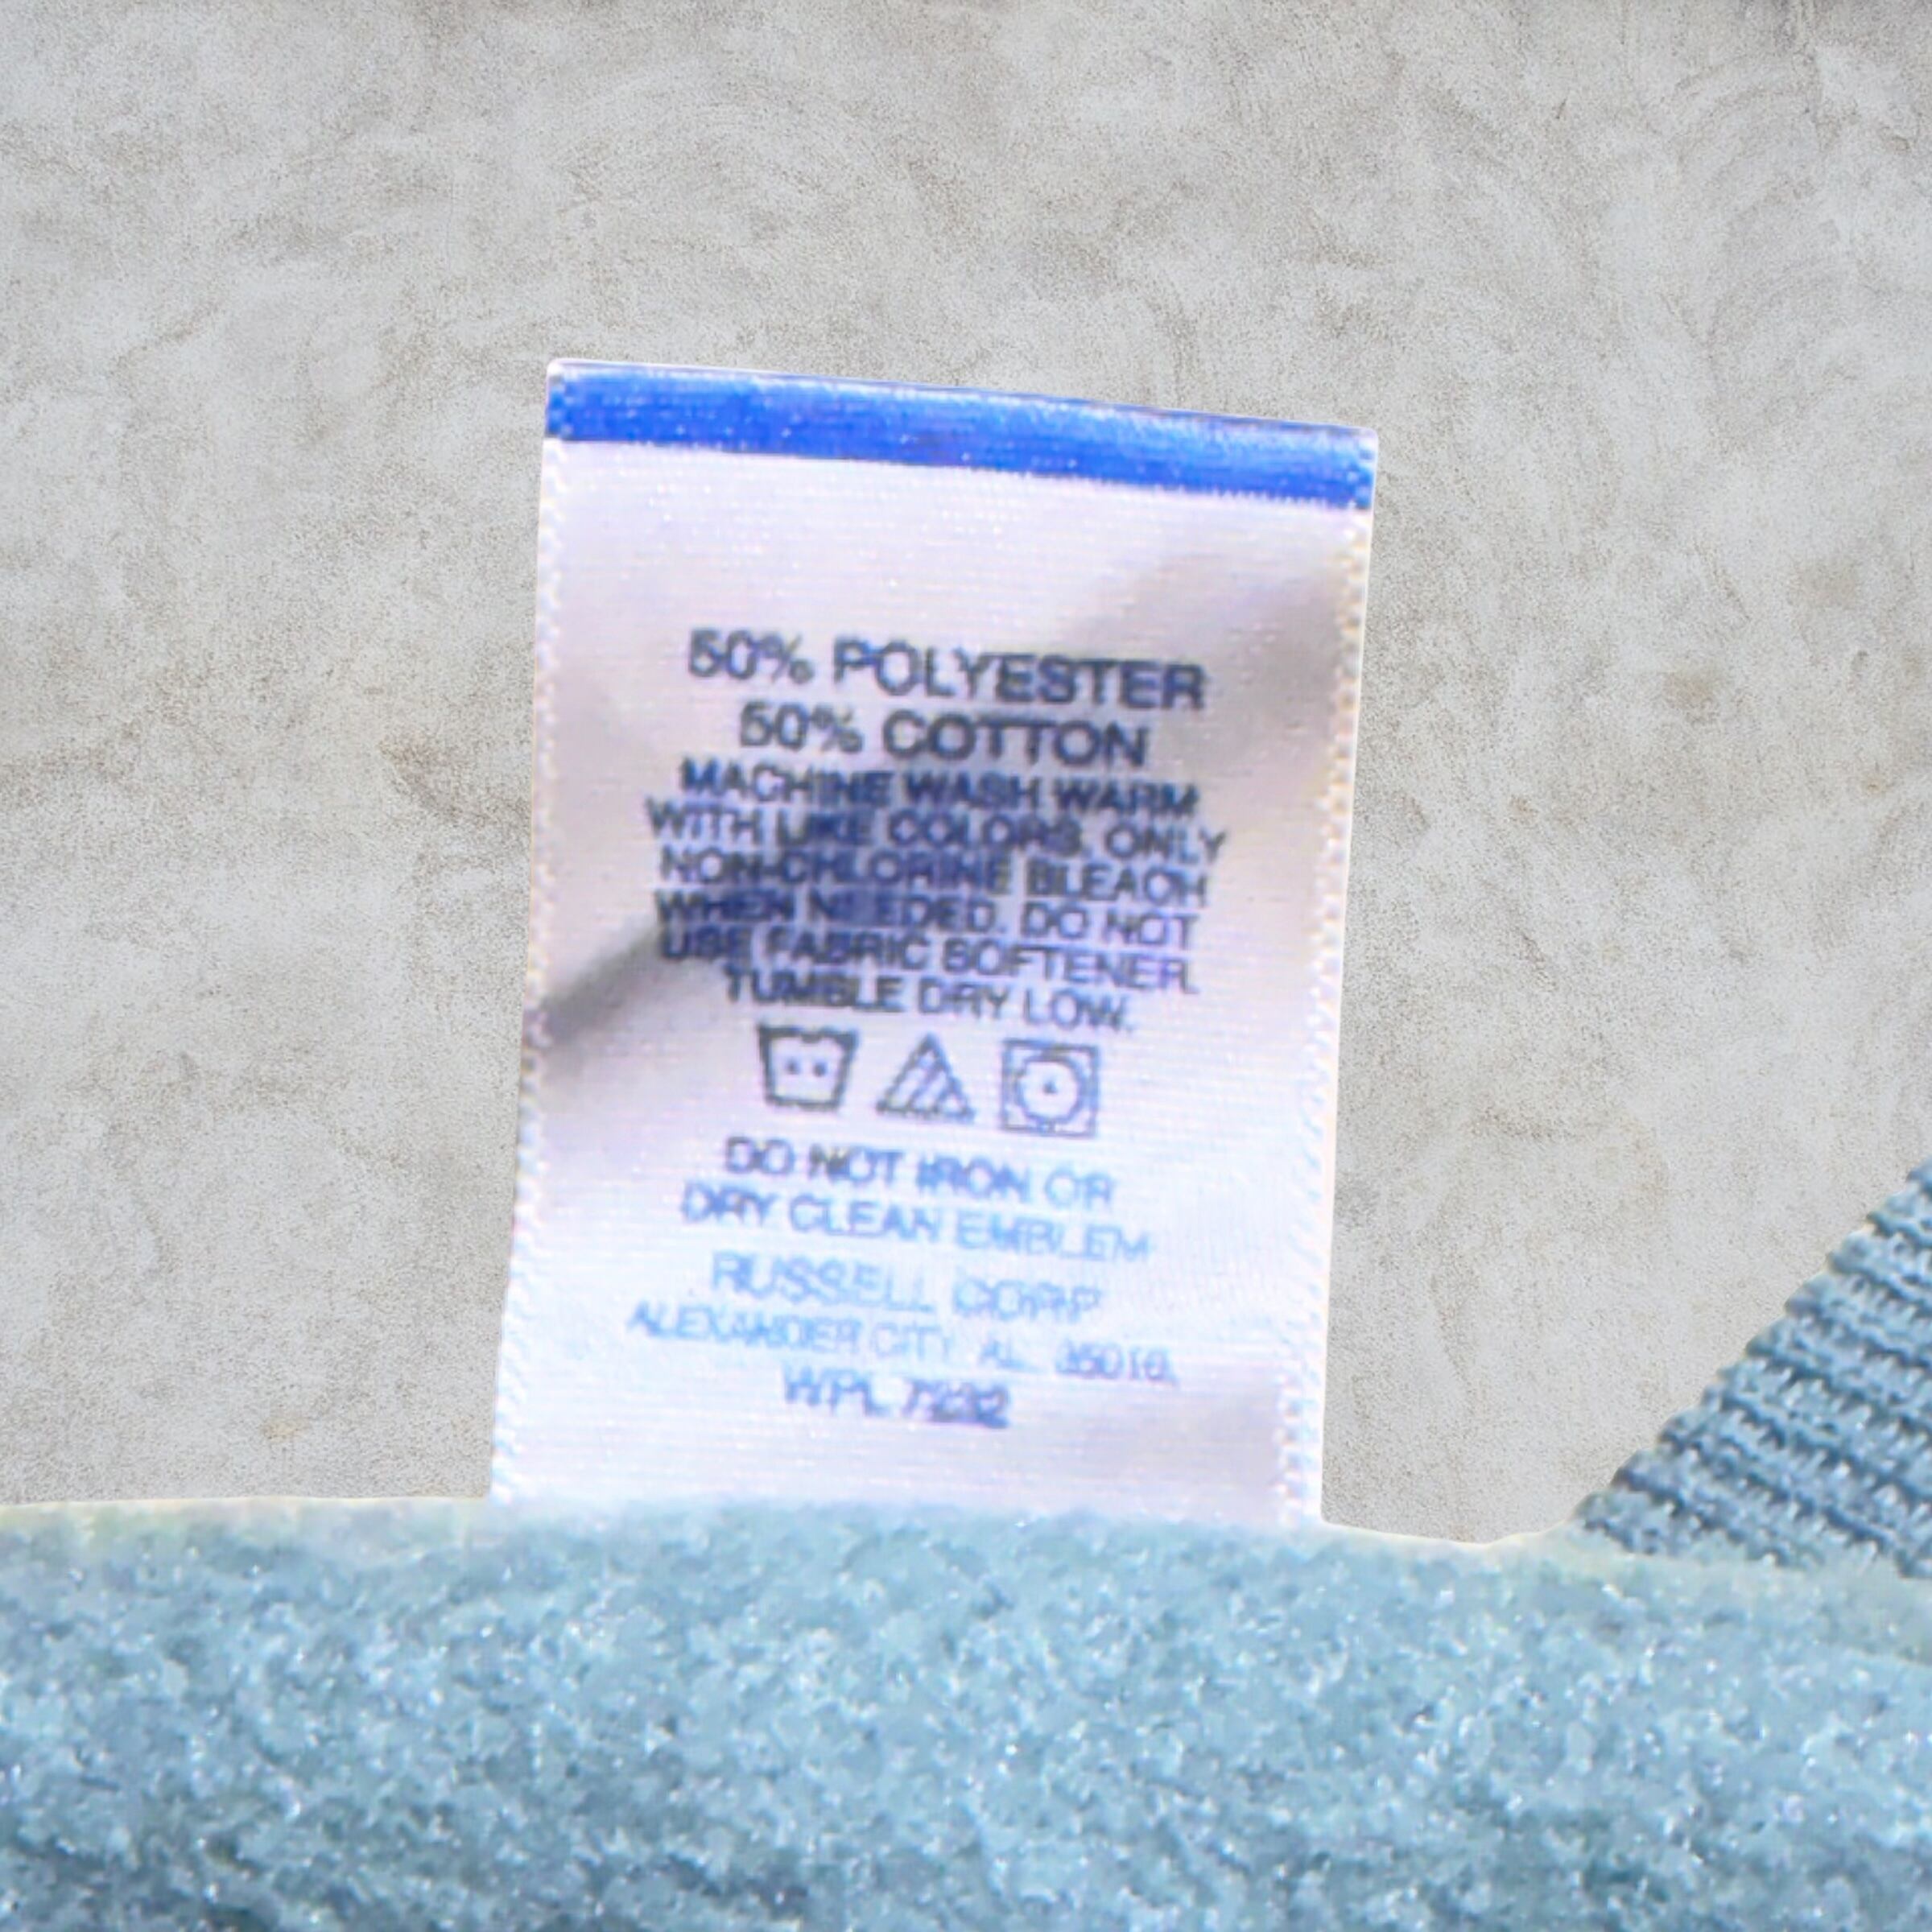 50% POLYESTER
50% COTTON
MACHINE WASH WARM
WITH LIKE COLORS. ONLY
NON-CHLORINE BLEACH
WHEN NEEDED. DO NOT
USE FABRIC SOFTENER.
TUMBLE DRY LOW.
DO NOT IRON OR
DRY CLEAN EMBLEM
RUSSELL CORP
ALEXANDER CITY AL. 35010.
WPL